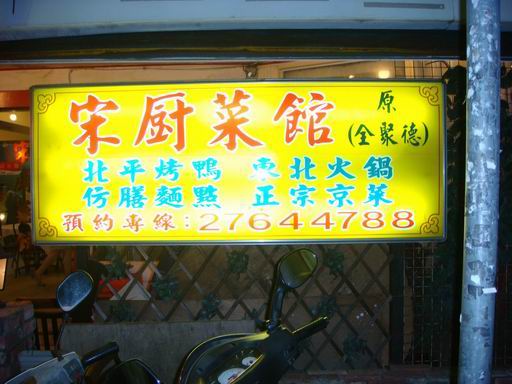 宋厨菜館 原(全聚德)
北平烤鴨 東北火鍋
仿膳麵點 正宗京菜
預約專線:27644788